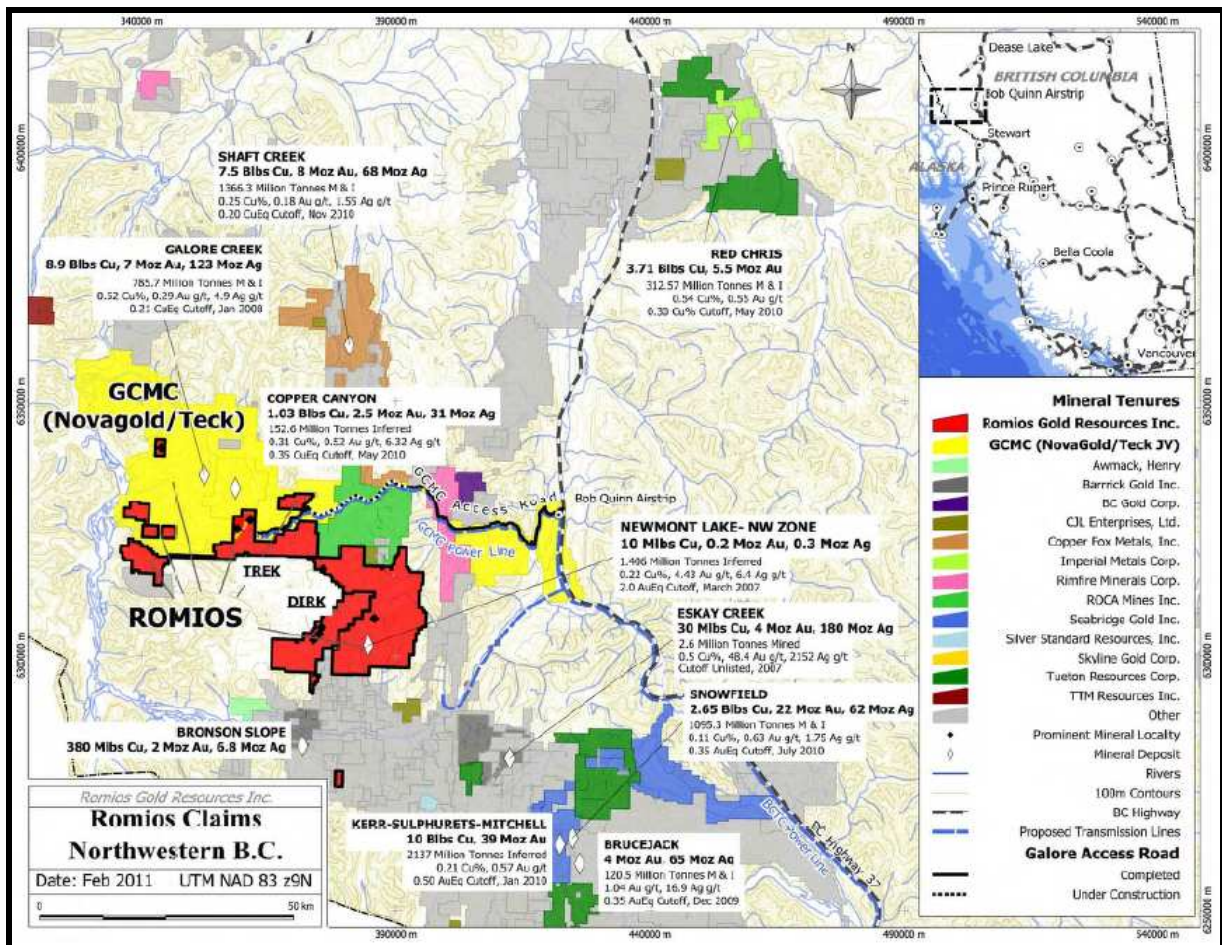 340000 m
390000 m
440000 m
490000 m
540000 m
N
SHAFT CREEK
7.5 Blbs Cu, 8 Moz Au, 68 Moz Ag
1366.3 Million Tonnes M & I
0.25 Cu%, 0.18 Au g/t, 1.55 Ag g/t
0.20 CuEq Cutoff, Nov 2010
GALORE CREEK
8.9 Blbs Cu, 7 Moz Au, 123 Moz Ag
785.7 Million Tonnes M & I
0.52 Cu%, 0.29 Au g/t, 4.9 Ag g/t
0.21 CuEq Cutoff, Jan 2008
RED CHRIS
3.71 Blbs Cu, 5.5 Moz Au
312.57 Million Tonnes M & I
0.54 Cu%, 0.55 Au g/t
0.30 Cu% Cutoff, May 2010
GCMC
(Novagold/Teck)
COPPER CANYON
1.03 Blbs Cu, 2.5 Moz Au, 31 Moz Ag
152.6 Million Tonnes Inferred
0.31 Cu%, 0.52 Au g/t, 6.32 Ag g/t
0.35 CuEq Cutoff, May 2010
GCMC Access Road
Bob Quinn Airstrip
GCMC Power Line
NEWMONT LAKE- NW ZONE
10 Mlbs Cu, 0.2 Moz Au, 0.3 Moz Ag
1.406 Million Tonnes Inferred
0.22 Cu%, 4.43 Au g/t, 6.4 Ag g/t
2.0 AuEq Cutoff, March 2007
TREK
DIRK
ROMIOS
ESKAY CREEK
30 Mlbs Cu, 4 Moz Au, 180 Moz Ag
2.6 Million Tonnes Mined
0.5 Cu%, 48.4 Au g/t, 2152 Ag g/t
Cutoff Unlisted, 2007
SNOWFIELD
2.65 Blbs Cu, 22 Moz Au, 62 Moz Ag
1095.3 Million Tonnes M & I
0.11 Cu%, 0.63 Au g/t, 1.75 Ag g/t
0.35 AuEq Cutoff, July 2010
BRONSON SLOPE
380 Mlbs Cu, 2 Moz Au, 6.8 Moz Ag
KERR-SULPHURETS-MITCHELL
10 Blbs Cu, 39 Moz Au
2137 Million Tonnes Inferred
0.21 Cu%, 0.57 Au g/t
0.50 AuEq Cutoff, Jan 2010
BRUCEJACK
4 Moz Au, 65 Moz Ag
120.5 Million Tonnes M & I
1.04 Au g/t, 16.9 Ag g/t
0.35 AuEq Cutoff, Dec 2009
BCTC Power Line
BC Highway 37
Romios Gold Resources Inc.
Romios Claims
Northwestern B.C.
Date: Feb 2011 UTM NAD 83 z9N
0 50 km
Dease Lake
BRITISH COLUMBIA
Bob Quinn Airstrip
Stewart
ALASKA
Prince Rupert
Bella Coola
Vancouver
Mineral Tenures
Romios Gold Resources Inc.
GCMC (NovaGold/Teck JV)
Awmack, Henry
Barrick Gold Inc.
BC Gold Corp.
CJL Enterprises, Ltd.
Copper Fox Metals, Inc.
Imperial Metals Corp.
Rimfire Minerals Corp.
ROCA Mines Inc.
Seabridge Gold Inc.
Silver Standard Resources, Inc.
Skyline Gold Corp.
Tueton Resources Corp.
TTM Resources Inc.
Other
Prominent Mineral Locality
Mineral Deposit
Rivers
100m Contours
BC Highway
Proposed Transmission Lines
Galore Access Road
Completed
Under Construction
6400000 m
6350000 m
6300000 m
6400000 m
6350000 m
6300000 m
6250000 m
390000 m
440000 m
490000 m
540000 m